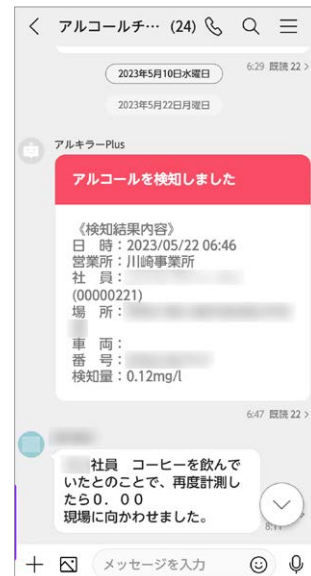 アルコールチ… (24)
6:29 既読 22
2023年5月10日水曜日
2023年5月22日月曜日
アルキラーPlus
アルコールを検知しました
《検知結果内容》
日　時：2023/05/22 06:46
営業所：川崎事業所
社　員：
(00000221)
場　所：
車　両：
番　号：
検知量：0.12mg/l
6:47 既読 22
社員　コーヒーを飲んで
いたとのことで、再度計測し
たら０．００
現場に向かわせました。
8:11
メッセージを入力